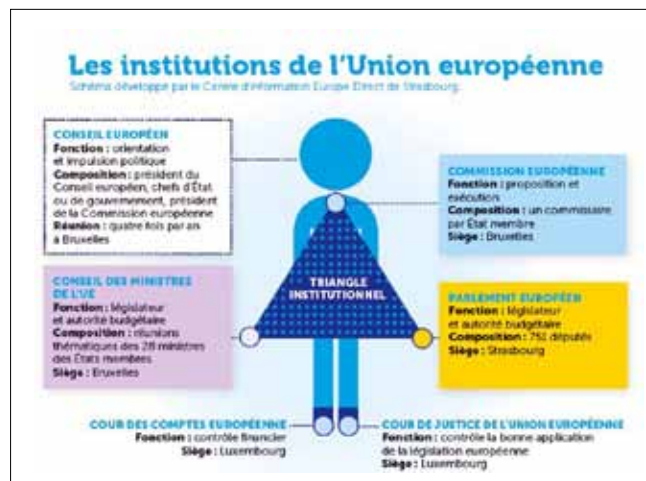 Les institutions de l'Union européenne
Schéma développé par le Centre d'information Europe Direct de Strasbourg
CONSEIL EUROPÉEN
Fonction : orientation
et impulsion politique
Composition : président du
Conseil européen, chefs d'État
ou de gouvernement, président
de la Commission européenne
Réunion : quatre fois par an
à Bruxelles
COMMISSION EUROPÉENNE
Fonction : proposition et
exécution
Composition : un commissaire
par État membre
Siège : Bruxelles
TRIANGLE
INSTITUTIONNEL
CONSEIL DES MINISTRES
DE L'UE
Fonction : législateur
et autorité budgétaire
Composition : réunions
thématiques des 28 ministres
des États membres
Siège : Bruxelles
PARLEMENT EUROPÉEN
Fonction : législateur
et autorité budgétaire
Composition : 751 députés
Siège : Strasbourg
COUR DES COMPTES EUROPÉENNE
Fonction : contrôle financier
Siège : Luxembourg
COUR DE JUSTICE DE L'UNION EUROPÉENNE
Fonction : contrôle la bonne application
de la législation européenne
Siège : Luxembourg